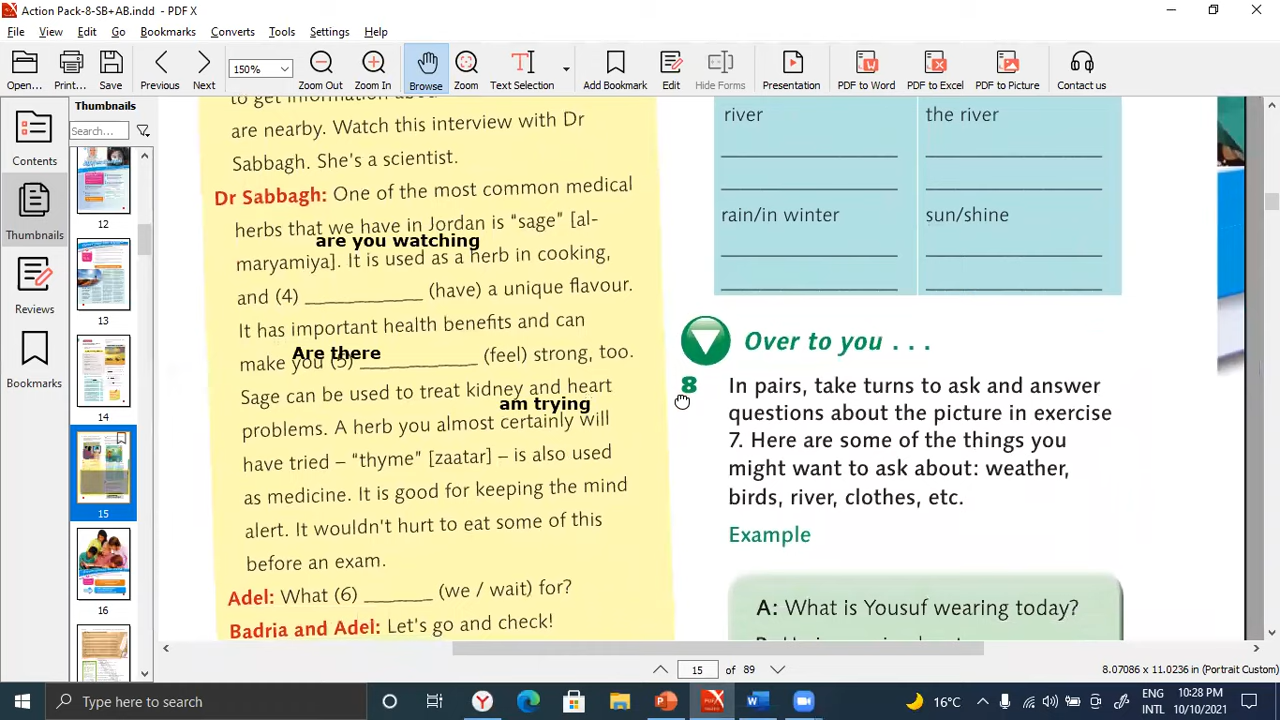 Action Pack-8-SB+AB.indd - PDF X
File Edit View Go Bookmarks Converts Tools Settings Help
Open... Print... Save Previous Next 150% Zoom Out Zoom In Browse Zoom Text Selection Add Bookmark Edit Hide Forms Presentation PDF to Word PDF to Excel PDF to Picture Contact us
Contents
Thumbnails
Reviews
Bookmarks
Thumbnails
Search...
12
13
14
15
16
to get information about
are nearby. Watch this interview with Dr
Sabbagh. She's a scientist.
Dr Sabbagh: One of the most common medical
herbs that we have in Jordan is “sage” [al-
are you watching
maryamiya]. It is used as a herb in cooking,
and (4) ____________ (have) a unique flavour.
It has important health benefits and can
Are there
make you (5) ____________ (feel) strong, too.
Sage can be used to treat kidney and heart
am trying
problems. A herb you almost certainly will
have tried – “thyme” [zaatar] – is also used
as medicine. It is good for keeping the mind
alert. It wouldn't hurt to eat some of this
before an exam.
Adel: What (6) _______ (we / wait) for?
Badria and Adel: Let's go and check!
river
the river
rain/in winter
sun/shine
Over to you . . .
8 In pairs, take turns to ask and answer
questions about the picture in exercise
7. Here are some of the things you
might want to ask about: weather,
birds, river, clothes, etc.
Example
A: What is Yousuf wearing today?
15 of 89
8.07086 x 11.0236 in (Portrait Custom)
Type here to search
16°C
ENG
INTL
10:28 PM
10/10/2021